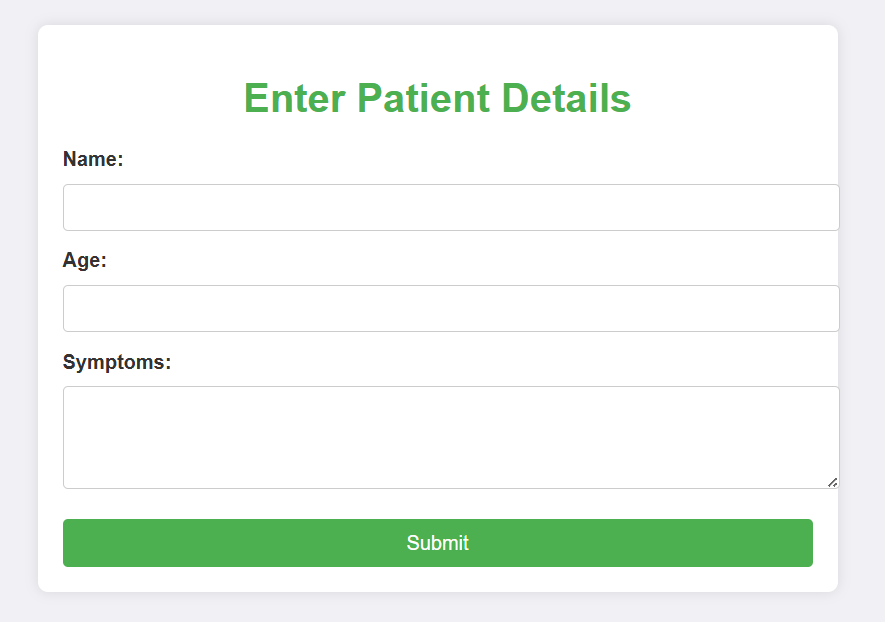 Enter Patient Details
Name:
Age:
Symptoms:
Submit